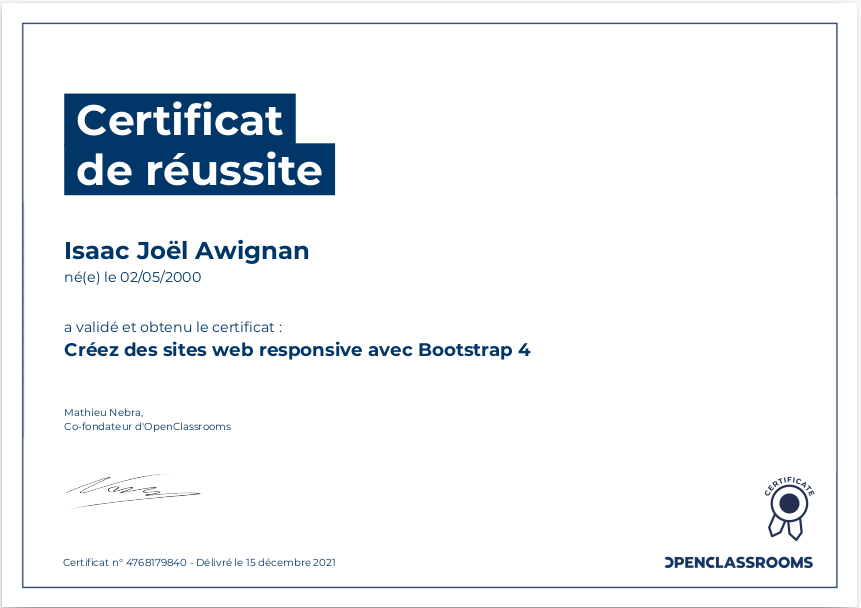 Certificat
de réussite
Isaac Joël Awignan
né(e) le 02/05/2000
a validé et obtenu le certificat :
Créez des sites web responsive avec Bootstrap 4
Mathieu Nebra,
Co-fondateur d'OpenClassrooms
CERTIFICATE
Certificat n° 4768179840 - Délivré le 15 décembre 2021
OPENCLASSROOMS